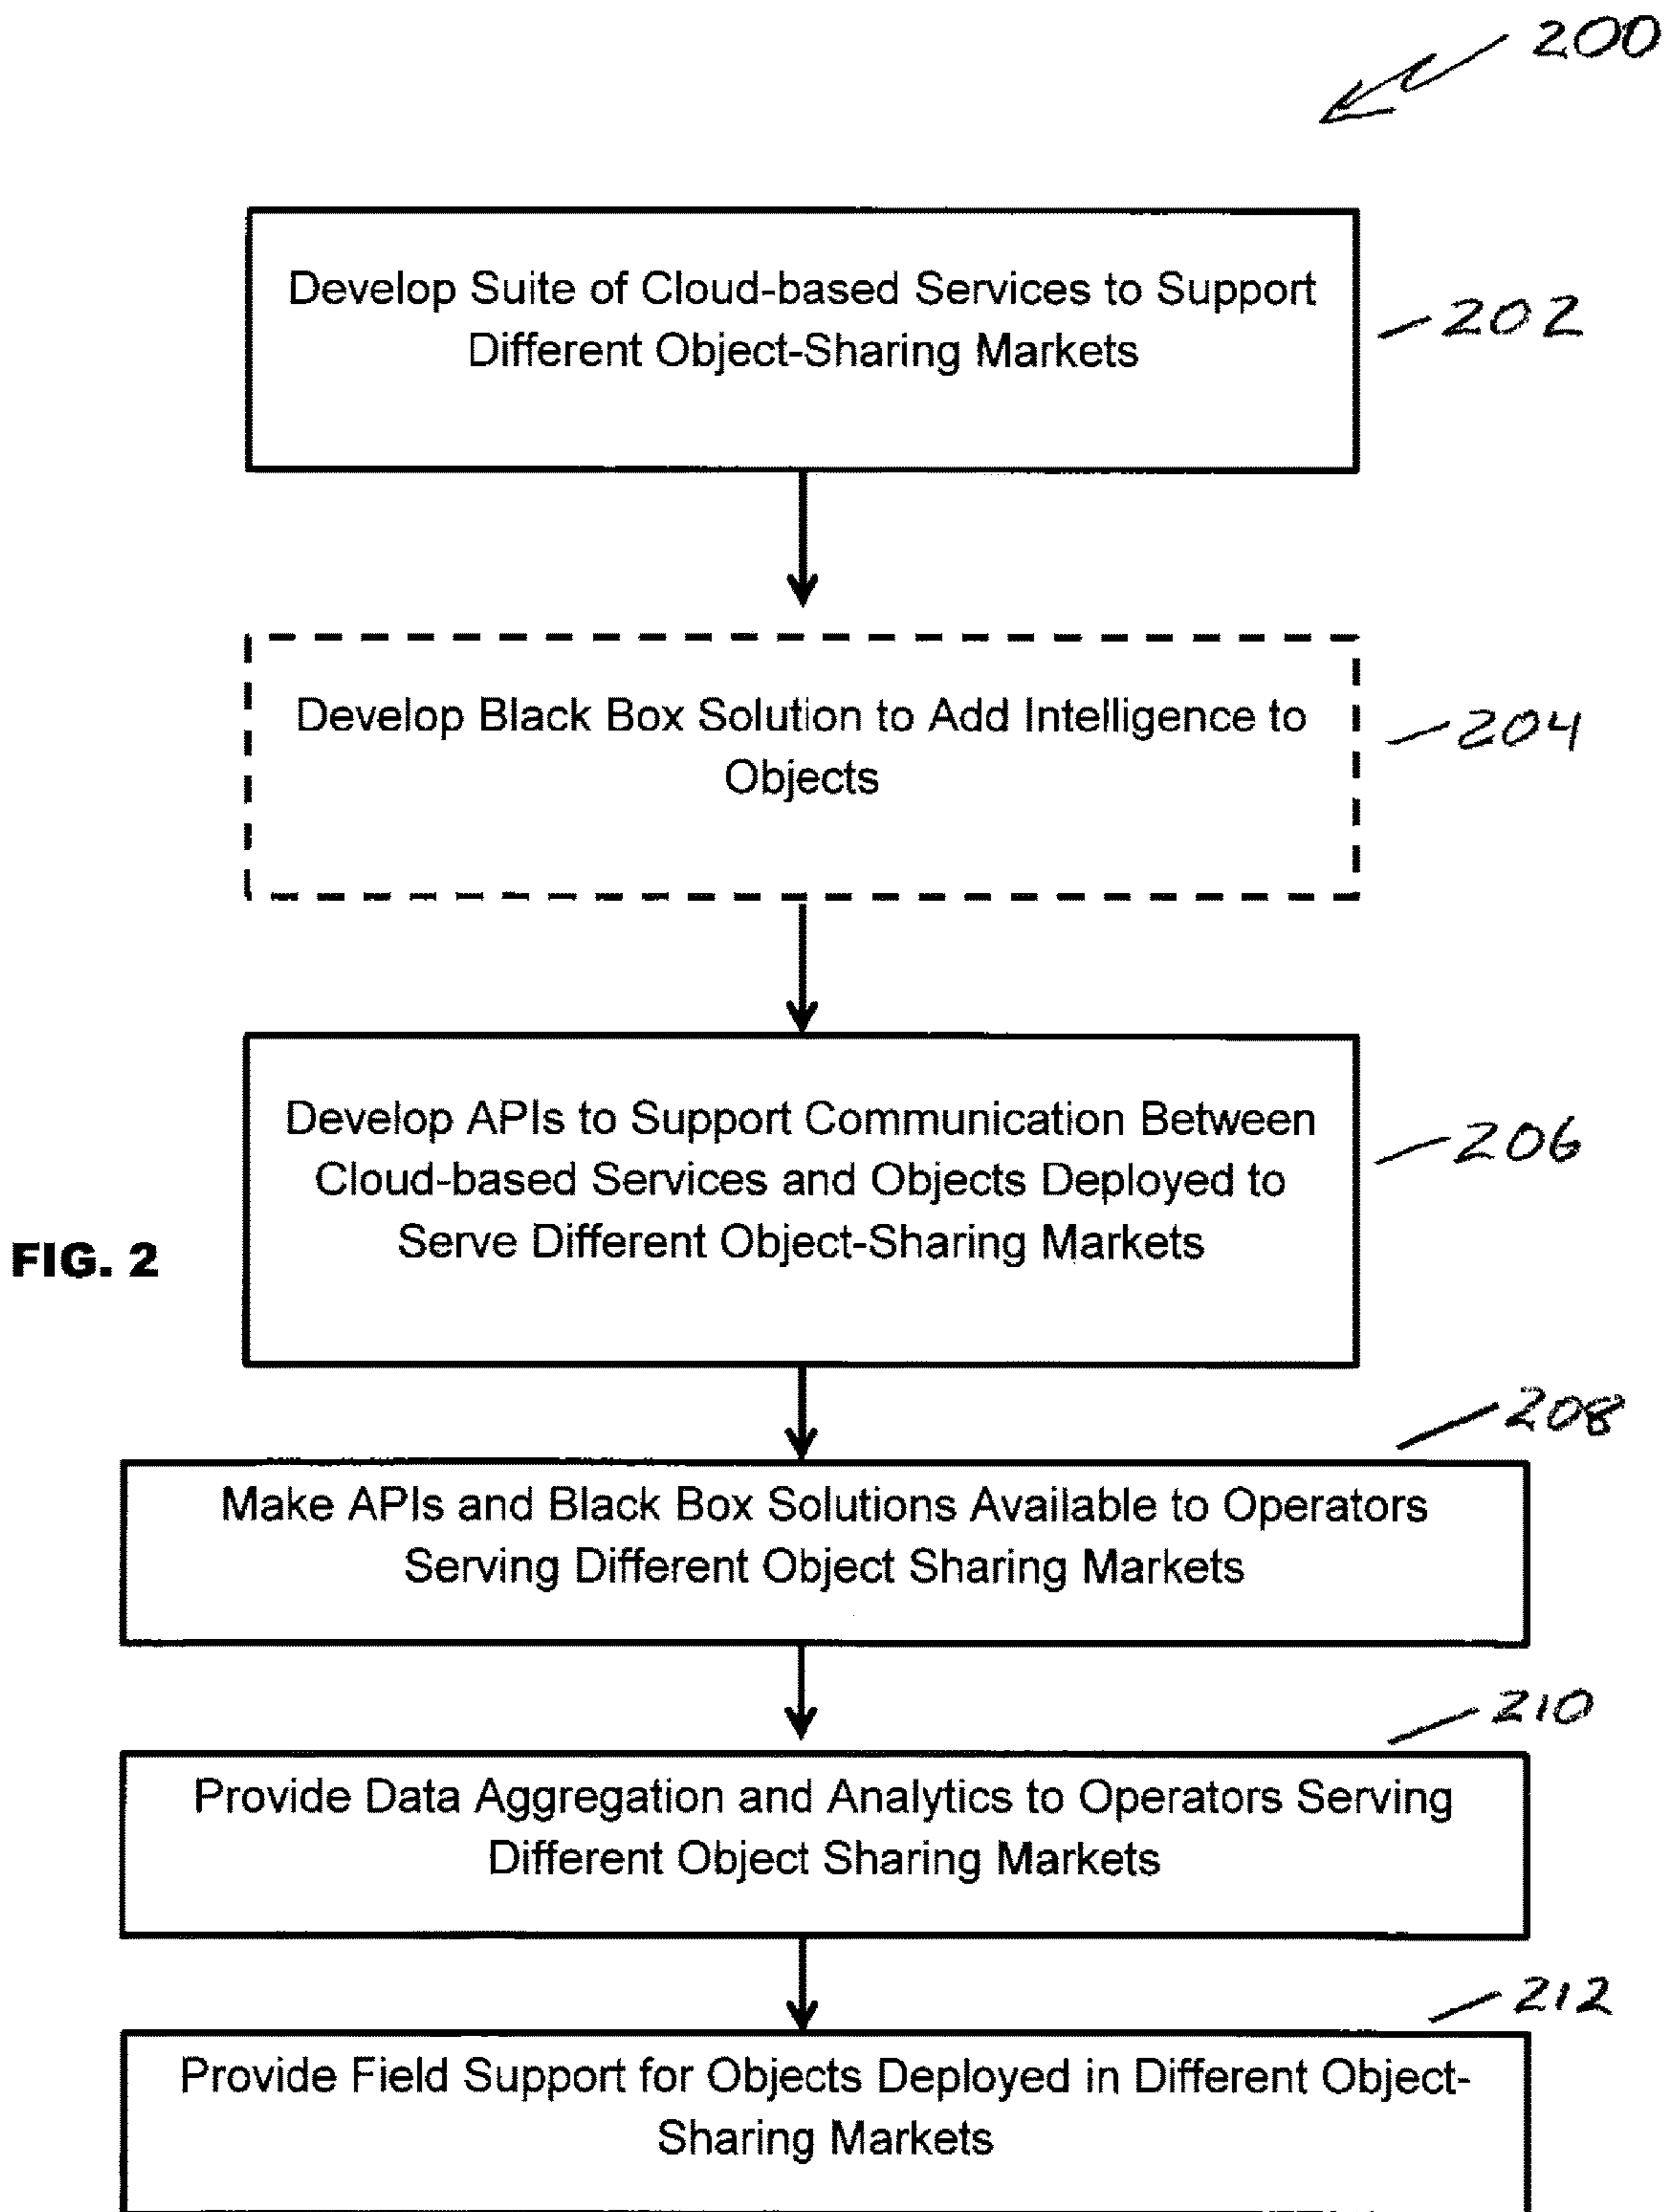 200
Develop Suite of Cloud-based Services to Support
Different Object-Sharing Markets
202
Develop Black Box Solution to Add Intelligence to
Objects
204
Develop APIs to Support Communication Between
Cloud-based Services and Objects Deployed to
Serve Different Object-Sharing Markets
206
FIG. 2
208
Make APIs and Black Box Solutions Available to Operators
Serving Different Object Sharing Markets
210
Provide Data Aggregation and Analytics to Operators Serving
Different Object Sharing Markets
212
Provide Field Support for Objects Deployed in Different Object-
Sharing Markets